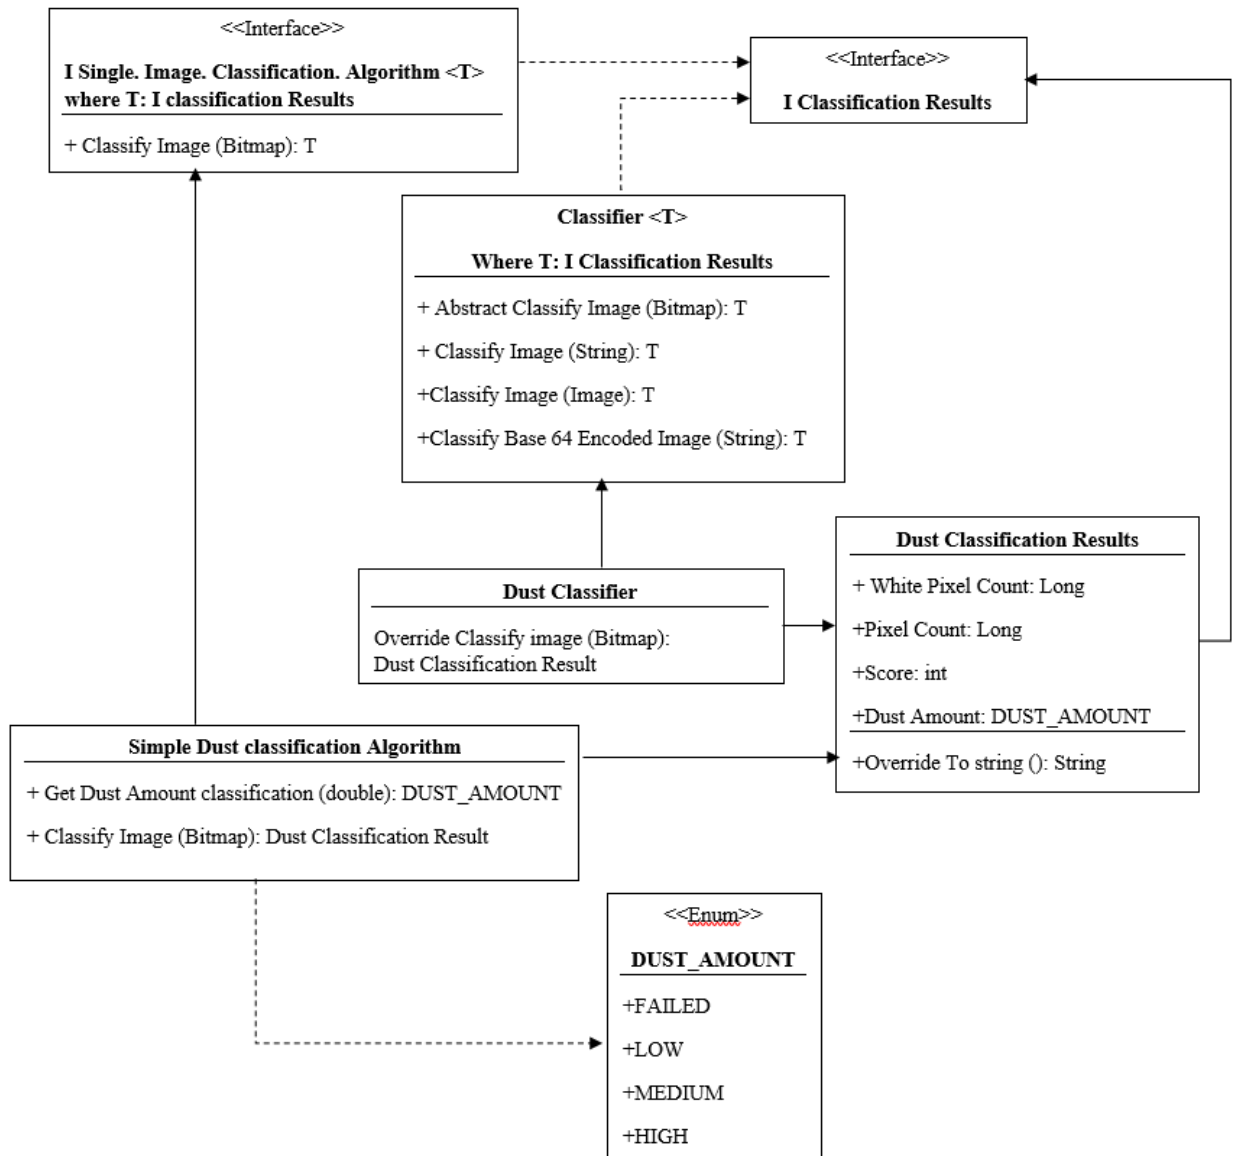 <<Interface>>
I Single. Image. Classification. Algorithm <T>
where T: I classification Results
+ Classify Image (Bitmap): T
<<Interface>>
I Classification Results
Classifier <T>
Where T: I Classification Results
+ Abstract Classify Image (Bitmap): T
+ Classify Image (String): T
+Classify Image (Image): T
+Classify Base 64 Encoded Image (String): T
Dust Classification Results
+ White Pixel Count: Long
+Pixel Count: Long
+Score: int
+Dust Amount: DUST_AMOUNT
+Override To string (): String
Dust Classifier
Override Classify image (Bitmap):
Dust Classification Result
Simple Dust classification Algorithm
+ Get Dust Amount classification (double): DUST_AMOUNT
+ Classify Image (Bitmap): Dust Classification Result
<<Enum>>
DUST_AMOUNT
+FAILED
+LOW
+MEDIUM
+HIGH